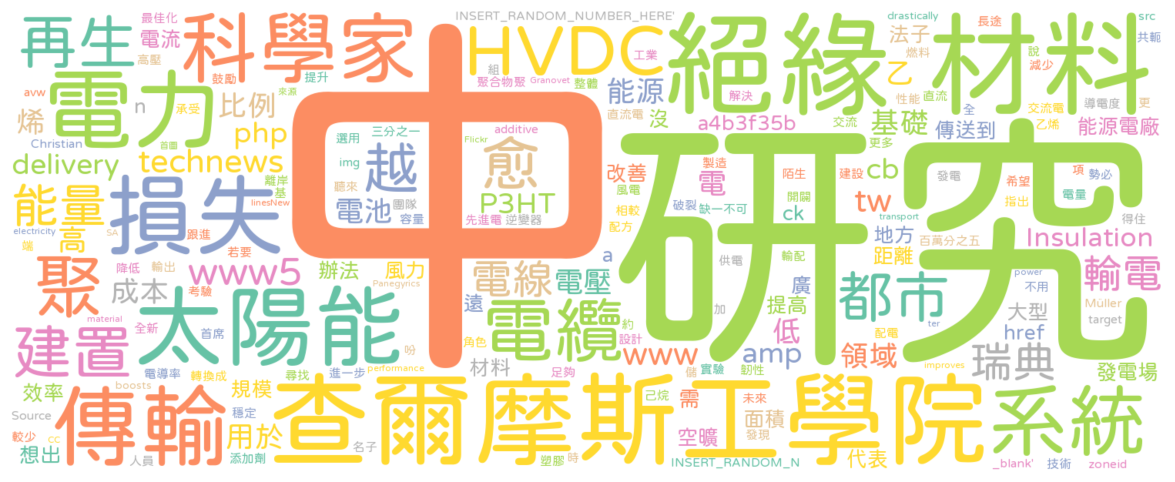 INSERT_RANDOM_NUMBER_HERE'
最佳化
再生
電流
高壓
科學家
鼓勵
提升
HVDC
工業
組
聚合物聚
Granovet
整體
絕緣
材料
drastically
長途
src
法子
燃料
共軛
脫
減少
乙
中
研究
avw
承受
來源
電力
比例
n
烯
首圖
php
Christian
delivery
technews
能源
解決
直流電
沒
a4b3f35b
性能
直流
全
交流電
導電度
更
基礎
交流
傳送到
乙烯
能源電廠
更多
選用
三分之一
img
越
聽來
團隊
電池
容量
Flickr
additive
愈
P3HT
先進電
逆變器
能量
損失
離岸
基
linesNew
electricity
SA
端
高
跟進
若要
改善
製造
陌生
建設
項
勢必
風電
電
發電
希望
指出
電量
cb
tw
破裂
缺一不可
開關
相較
配方
ck
transport
得住
地方
百萬分之五
Insulation
聚
降低
輸出
www5
考驗
辦法
風力
Panegyrics
成本
電線
電壓
a
供電
輸配
廣
距離
都市
輸電
power
不用
遠
提高
加
低
大型
Müller
target
建置
material
全新
首席
太陽能
電纜
約
設計
角色
配電
ter
href
瑞典
電導率
轉換成
尋找
進一步
吩
performance
材料
足夠
www
儲
實驗
韌性
amp
領域
improves
發電場
效率
boosts
規模
傳輸
Source
較少
cc
想出
人員
穩定
用於
添加劑
查爾摩斯工學院
名子
塑膠
時
己烷
需
未來
面積
發現
空曠
代表
INSERT_RANDOM_N
系統
_blank'
技術
zoneid